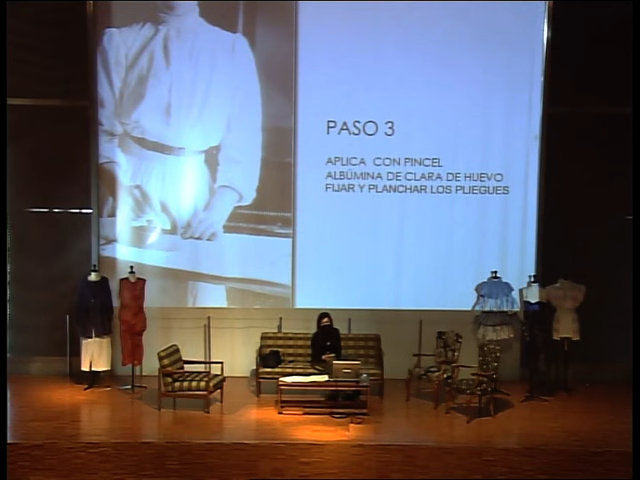 PASO 3
APLICA CON PINCEL
ALBÚMINA DE CLARA DE HUEVO
FIJAR Y PLANCHAR LOS PLIEGUES